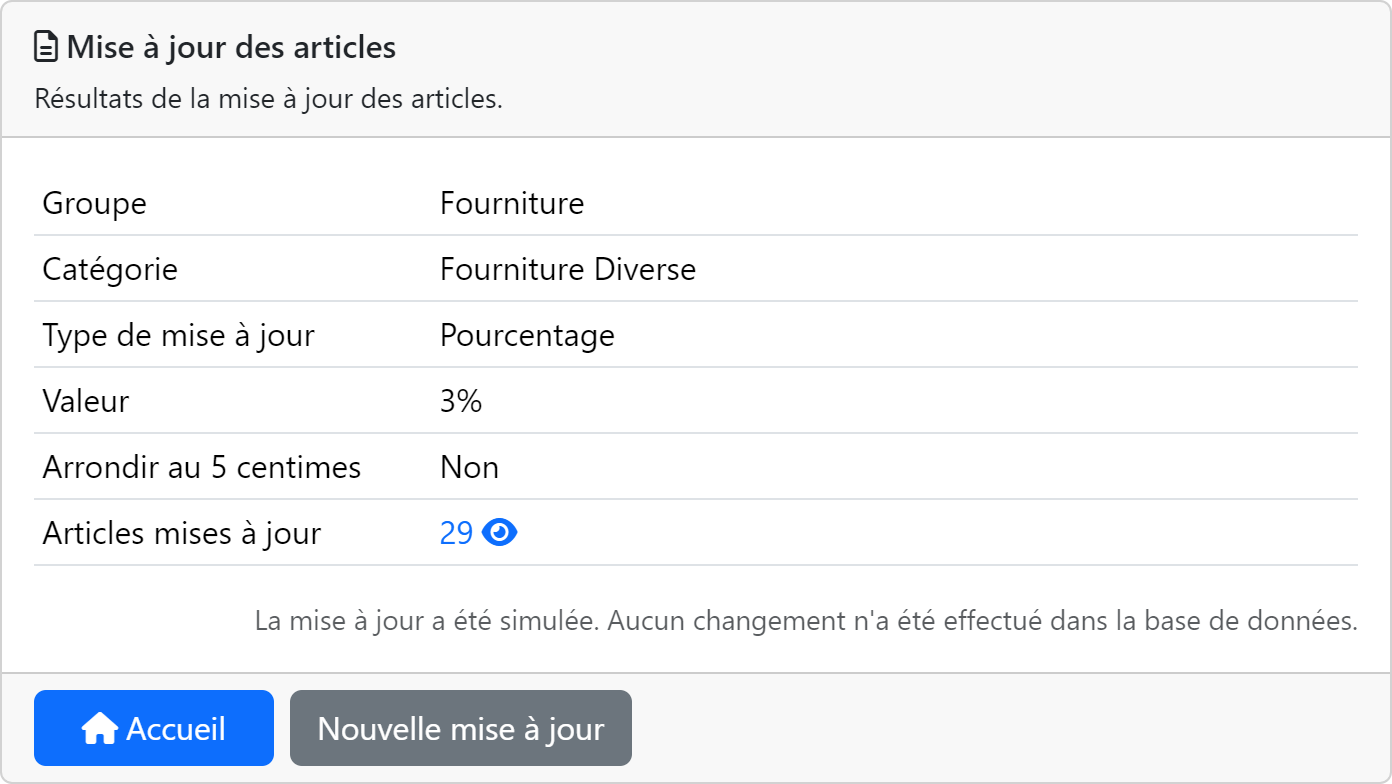 Mise à jour des articles
Résultats de la mise à jour des articles.
Groupe Fourniture
Catégorie Fourniture Diverse
Type de mise à jour Pourcentage
Valeur 3%
Arrondir au 5 centimes Non
Articles mises à jour 29
La mise à jour a été simulée. Aucun changement n'a été effectué dans la base de données.
Accueil Nouvelle mise à jour